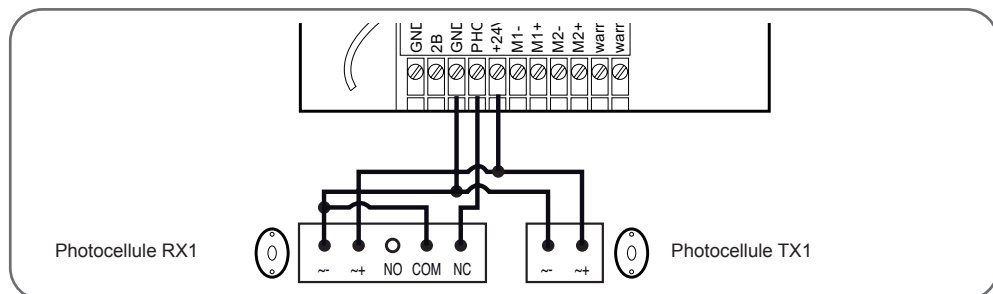 GND 2B GND PHO +24V M1- M1+ M2- M2+ warr warr
Photocellule RX1
~- ~+ NO COM NC
~- ~+
Photocellule TX1